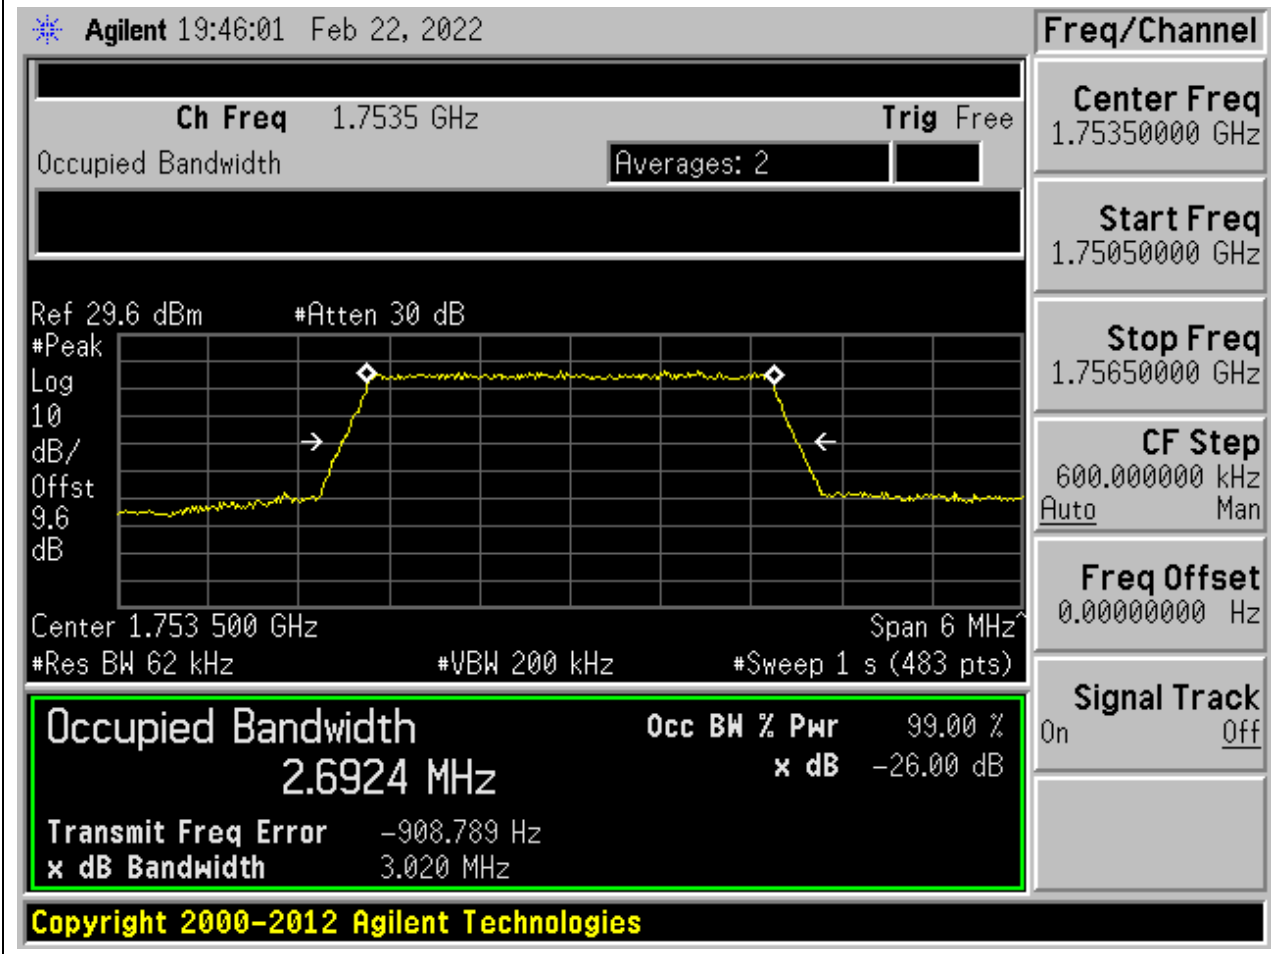 Agilent 19:46:01 Feb 22, 2022
Freq/Channel
Ch Freq 1.7535 GHz Trig Free
Occupied Bandwidth Averages: 2
Ref 29.6 dBm #Atten 30 dB
#Peak
Log
10
dB/
Offst
9.6
dB
Center 1.753 500 GHz Span 6 MHz^
#Res BW 62 kHz #VBW 200 kHz #Sweep 1 s (483 pts)
Occupied Bandwidth Occ BW % Pwr 99.00 %
2.6924 MHz x dB -26.00 dB
Transmit Freq Error -908.789 Hz
x dB Bandwidth 3.020 MHz
Copyright 2000-2012 Agilent Technologies
Center Freq
1.75350000 GHz
Start Freq
1.75050000 GHz
Stop Freq
1.75650000 GHz
CF Step
600.000000 kHz
Auto Man
Freq Offset
0.00000000 Hz
Signal Track
On Off